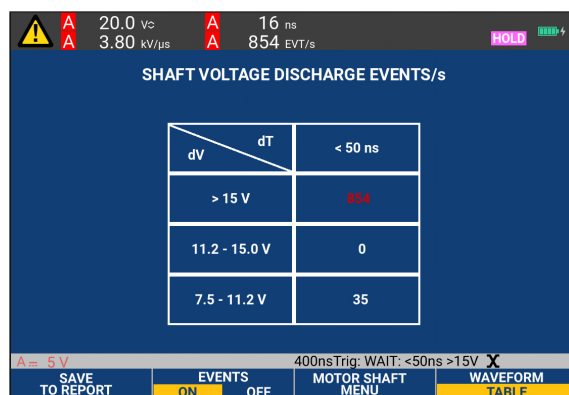 A 20.0 V≎ A 16 ns
A 3.80 kV/µs A 854 EVT/s
HOLD
SHAFT VOLTAGE DISCHARGE EVENTS/s
dV dT < 50 ns
> 15 V 854
11.2 - 15.0 V 0
7.5 - 11.2 V 35
A⎓ 5 V 400nsTrig: WAIT: <50ns >15V X
SAVE TO REPORT
EVENTS
ON OFF
MOTOR SHAFT MENU
WAVEFORM
TABLE